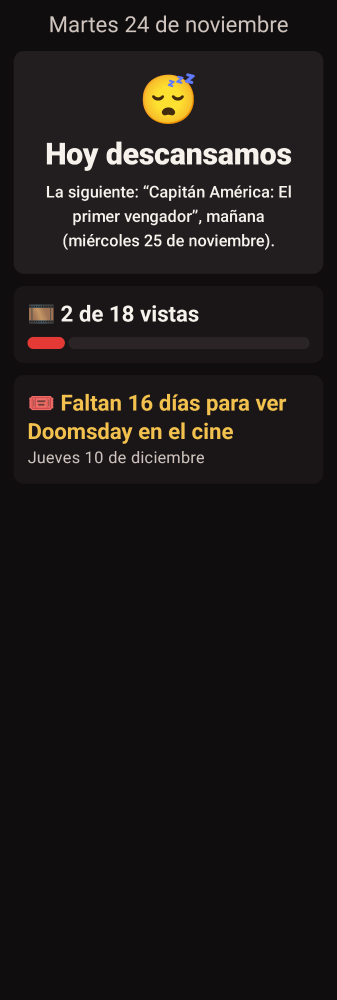 Martes 24 de noviembre
Hoy descansamos
La siguiente: “Capitán América: El
primer vengador”, mañana
(miércoles 25 de noviembre).
2 de 18 vistas
Faltan 16 días para ver
Doomsday en el cine
Jueves 10 de diciembre